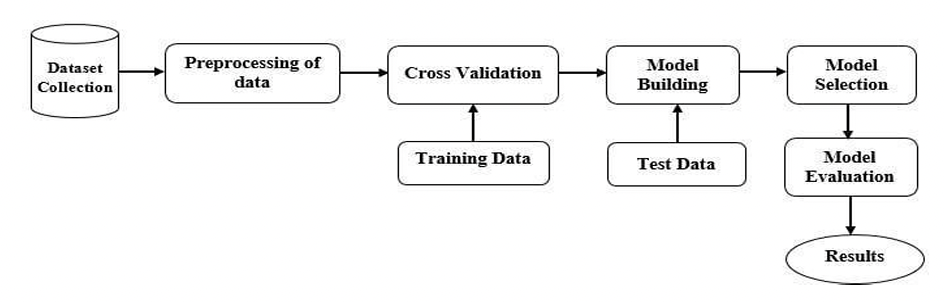 Dataset
Collection
Preprocessing of
data
Cross Validation
Model
Building
Model
Selection
Training Data
Test Data
Model
Evaluation
Results